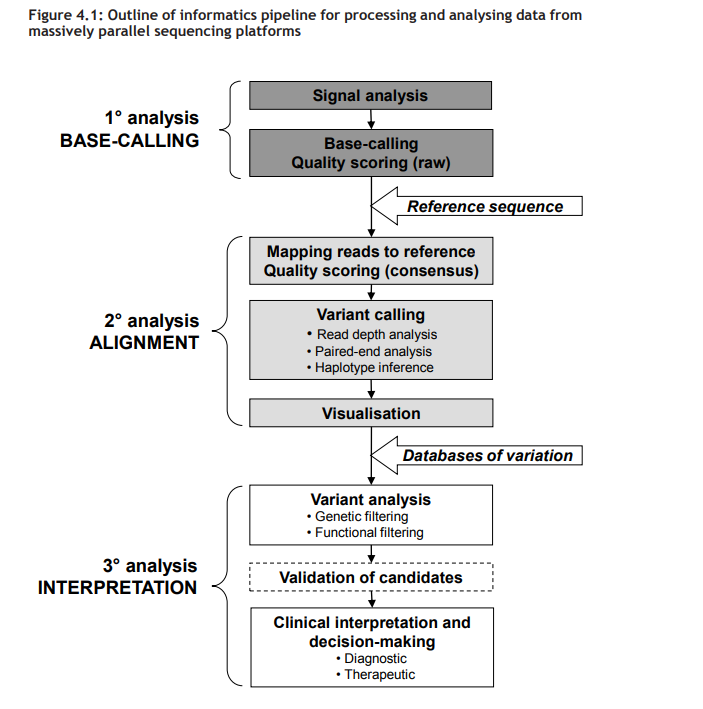 Figure 4.1: Outline of informatics pipeline for processing and analysing data from
massively parallel sequencing platforms
1° analysis
BASE-CALLING
Signal analysis
Base-calling
Quality scoring (raw)
Reference sequence
2° analysis
ALIGNMENT
Mapping reads to reference
Quality scoring (consensus)
Variant calling
• Read depth analysis
• Paired-end analysis
• Haplotype inference
Visualisation
Databases of variation
3° analysis
INTERPRETATION
Variant analysis
• Genetic filtering
• Functional filtering
Validation of candidates
Clinical interpretation and
decision-making
• Diagnostic
• Therapeutic